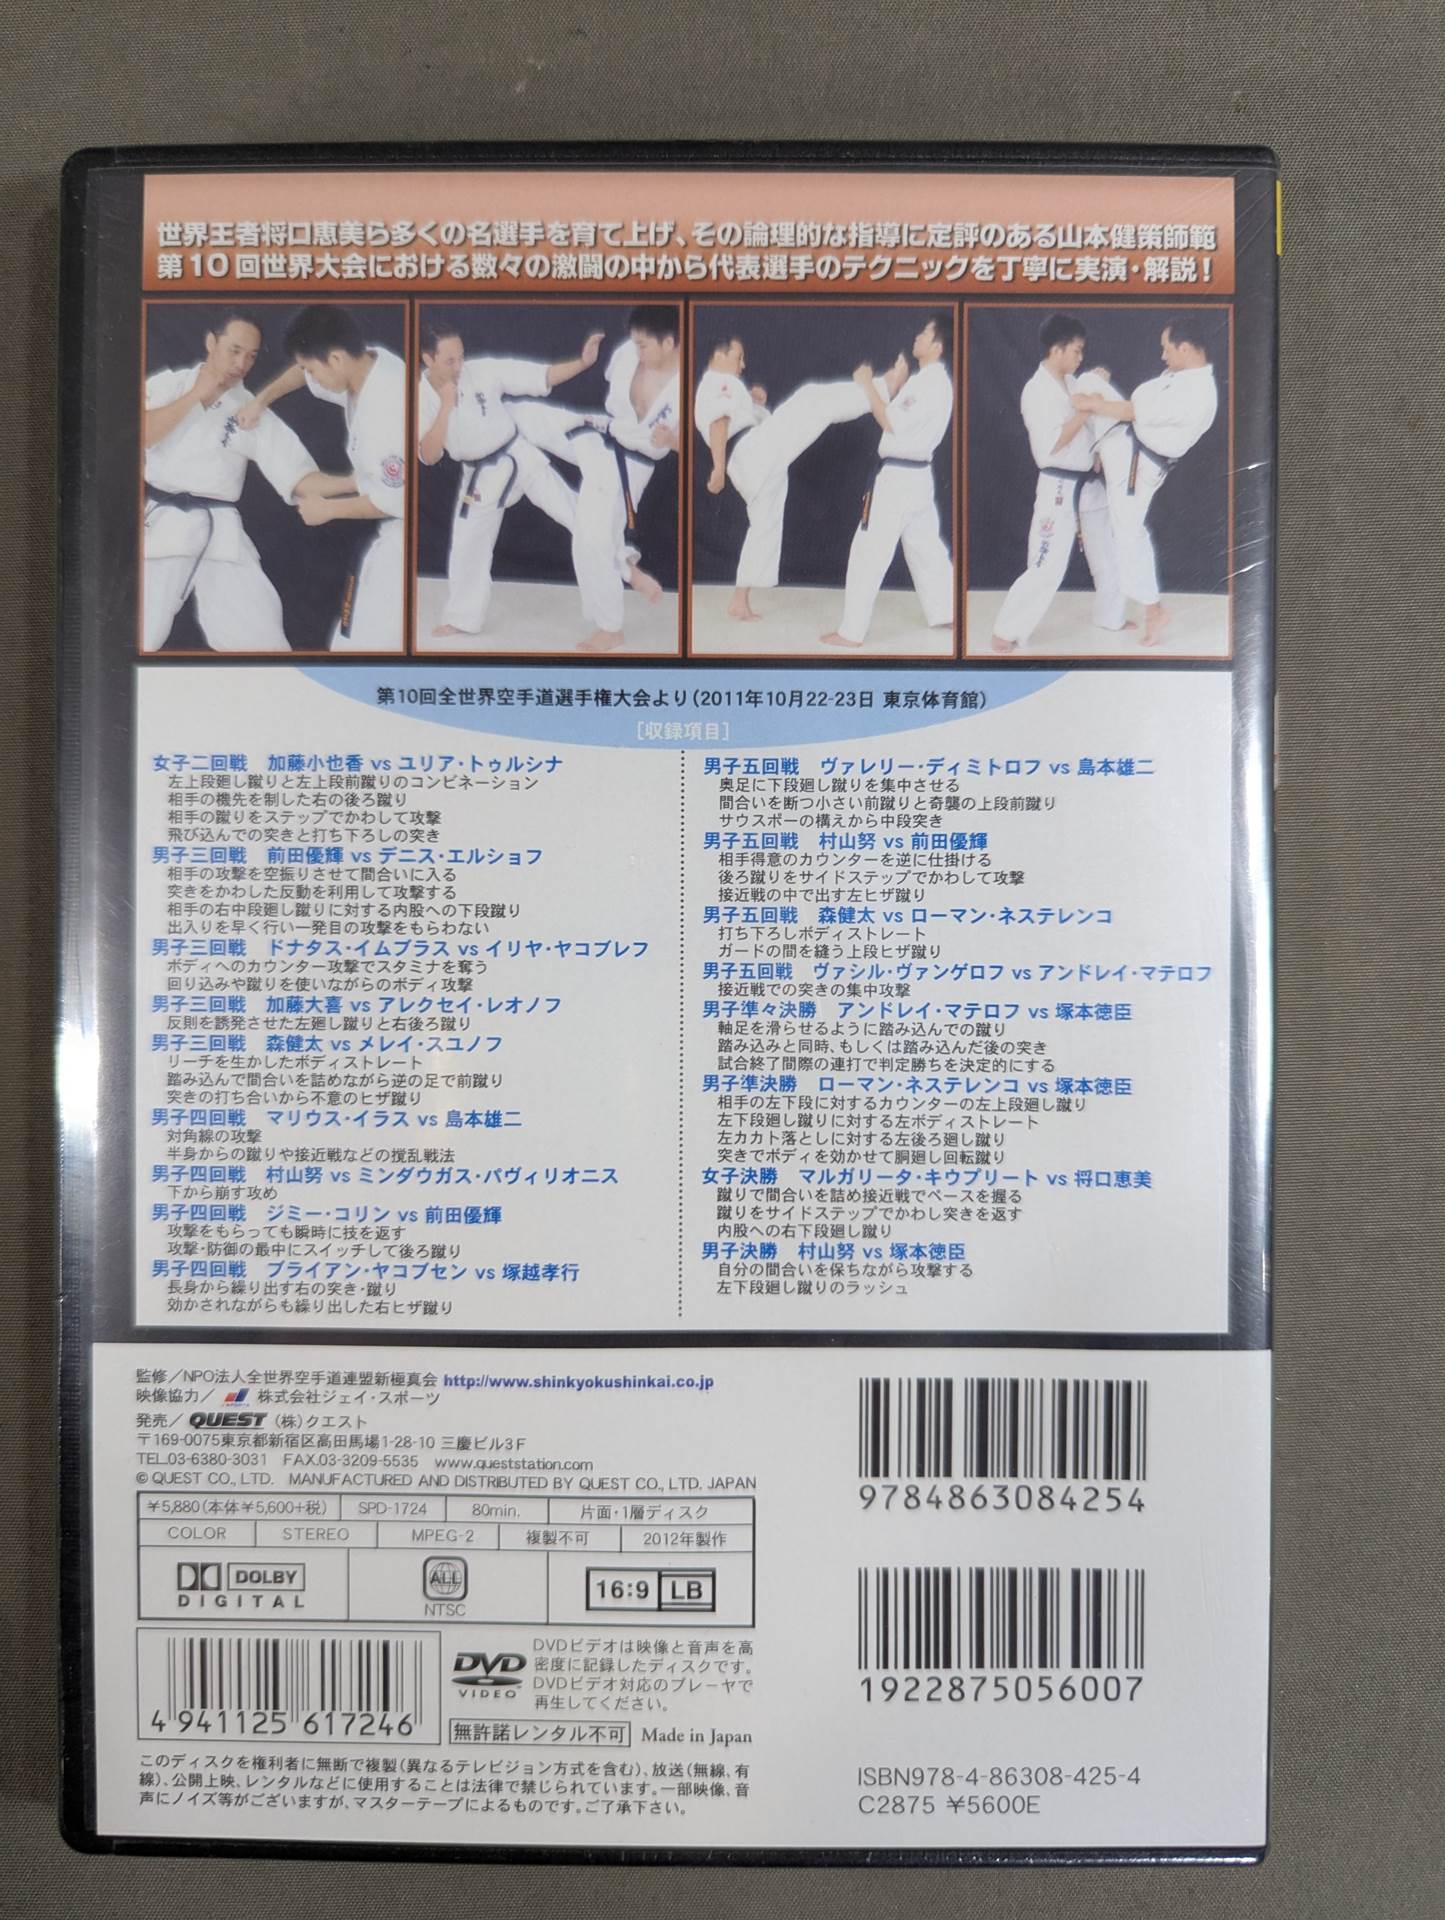 世界王者将口恵美ら多くの名選手を育て上げ、その論理的な指導に定評のある山本健策師範
第10回世界大会における数々の激闘の中から代表選手のテクニックを丁寧に実演・解説！
第10回全世界空手道選手権大会より（2011年10月22-23日 東京体育館）
［収録項目］
女子二回戦　加藤小也香 vs ユリア・トゥルシナ
左上段廻し蹴りと左上段前蹴りのコンビネーション
相手の機先を制した右の後ろ蹴り
相手の蹴りをステップでかわして攻撃
飛び込んでの突きと打ち下ろしの突き
男子三回戦　前田優輝 vs デニス・エルショフ
相手の攻撃を空振りさせて間合いに入る
突きをかわした反動を利用して攻撃する
相手の右中段廻し蹴りに対する内股への下段蹴り
出入りを早く行い一発目の攻撃をもらわない
男子三回戦　ドナタス・イムブラス vs イリヤ・ヤコブレフ
ボディへのカウンター攻撃でスタミナを奪う
回り込みや蹴りを使いながらのボディ攻撃
男子三回戦　加藤大喜 vs アレクセイ・レオノフ
反則を誘発させた左廻し蹴りと右後ろ蹴り
男子三回戦　森健太 vs メレイ・スユノフ
リーチを生かしたボディストレート
踏み込んで間合いを詰めながら逆の足で前蹴り
突きの打ち合いから不意のヒザ蹴り
男子四回戦　マリウス・イラス vs 島本雄二
対角線の攻撃
半身からの蹴りや接近戦などの撹乱戦法
男子四回戦　村山努 vs ミンダウガス・パヴィリオニス
下から崩す攻め
男子四回戦　ジミー・コリン vs 前田優輝
攻撃をもらっても瞬時に技を返す
攻撃・防御の最中にスイッチして後ろ蹴り
男子四回戦　ブライアン・ヤコブセン vs 塚越孝行
長身から繰り出す右の突き・蹴り
効かされながらも繰り出した右ヒザ蹴り
男子五回戦　ヴァレリー・ディミトロフ vs 島本雄二
奥足に下段廻し蹴りを集中させる
間合いを断つ小さい前蹴りと奇襲の上段前蹴り
サウスポーの構えから中段突き
男子五回戦　村山努 vs 前田優輝
相手得意のカウンターを逆に仕掛ける
後ろ蹴りをサイドステップでかわして攻撃
接近戦の中で出す左ヒザ蹴り
男子五回戦　森健太 vs ローマン・ネステレンコ
打ち下ろしボディストレート
ガードの間を縫う上段ヒザ蹴り
男子五回戦　ヴァシル・ヴァンゲロフ vs アンドレイ・マテロフ
接近戦での突きの集中攻撃
男子準々決勝　アンドレイ・マテロフ vs 塚本徳臣
軸足を滑らせるように踏み込んでの蹴り
踏み込みと同時、もしくは踏み込んだ後の突き
試合終了間際の連打で判定勝ちを決定的にする
男子準決勝　ローマン・ネステレンコ vs 塚本徳臣
相手の左下段に対するカウンターの左上段廻し蹴り
左下段廻し蹴りに対する左ボディストレート
左カカト落としに対する左後ろ廻し蹴り
突きでボディを効かせて胴廻し回転蹴り
女子決勝　マルガリータ・キウプリート vs 将口恵美
蹴りで間合いを詰め接近戦でペースを握る
蹴りをサイドステップでかわし突きを返す
内股への右下段廻し蹴り
男子決勝　村山努 vs 塚本徳臣
自分の間合いを保ちながら攻撃する
左下段廻し蹴りのラッシュ
監修／NPO法人全世界空手道連盟新極真会 http://www.shinkyokushinkai.co.jp
映像協力／ 株式会社ジェイ・スポーツ
発売／ QUEST （株）クエスト
〒169-0075東京都新宿区高田馬場1-28-10 三慶ビル3F
TEL.03-6380-3031　FAX.03-3209-5535　www.queststation.com
© QUEST CO., LTD.　MANUFACTURED AND DISTRIBUTED BY QUEST CO., LTD. JAPAN
¥5,880（本体¥5,600+税）　SPD-1724　80min.　片面・1層ディスク
COLOR　STEREO　MPEG-2　複製不可　2012年製作
DOLBY
DIGITAL
ALL
NTSC
16:9 LB
DVD
VIDEO
DVDビデオは映像と音声を高
密度に記録したディスクです。
DVDビデオ対応のプレーヤで
再生してください。
4 941125 617246
無許諾レンタル不可　Made in Japan
このディスクを権利者に無断で複製（異なるテレビジョン方式を含む）、放送（無線、有
線）、公開上映、レンタルなどに使用することは法律で禁じられています。一部映像、音
声にノイズ等がございますが、マスターテープによるものです。ご了承下さい。
9784863084254
1922875056007
ISBN978-4-86308-425-4
C2875 ¥5600E